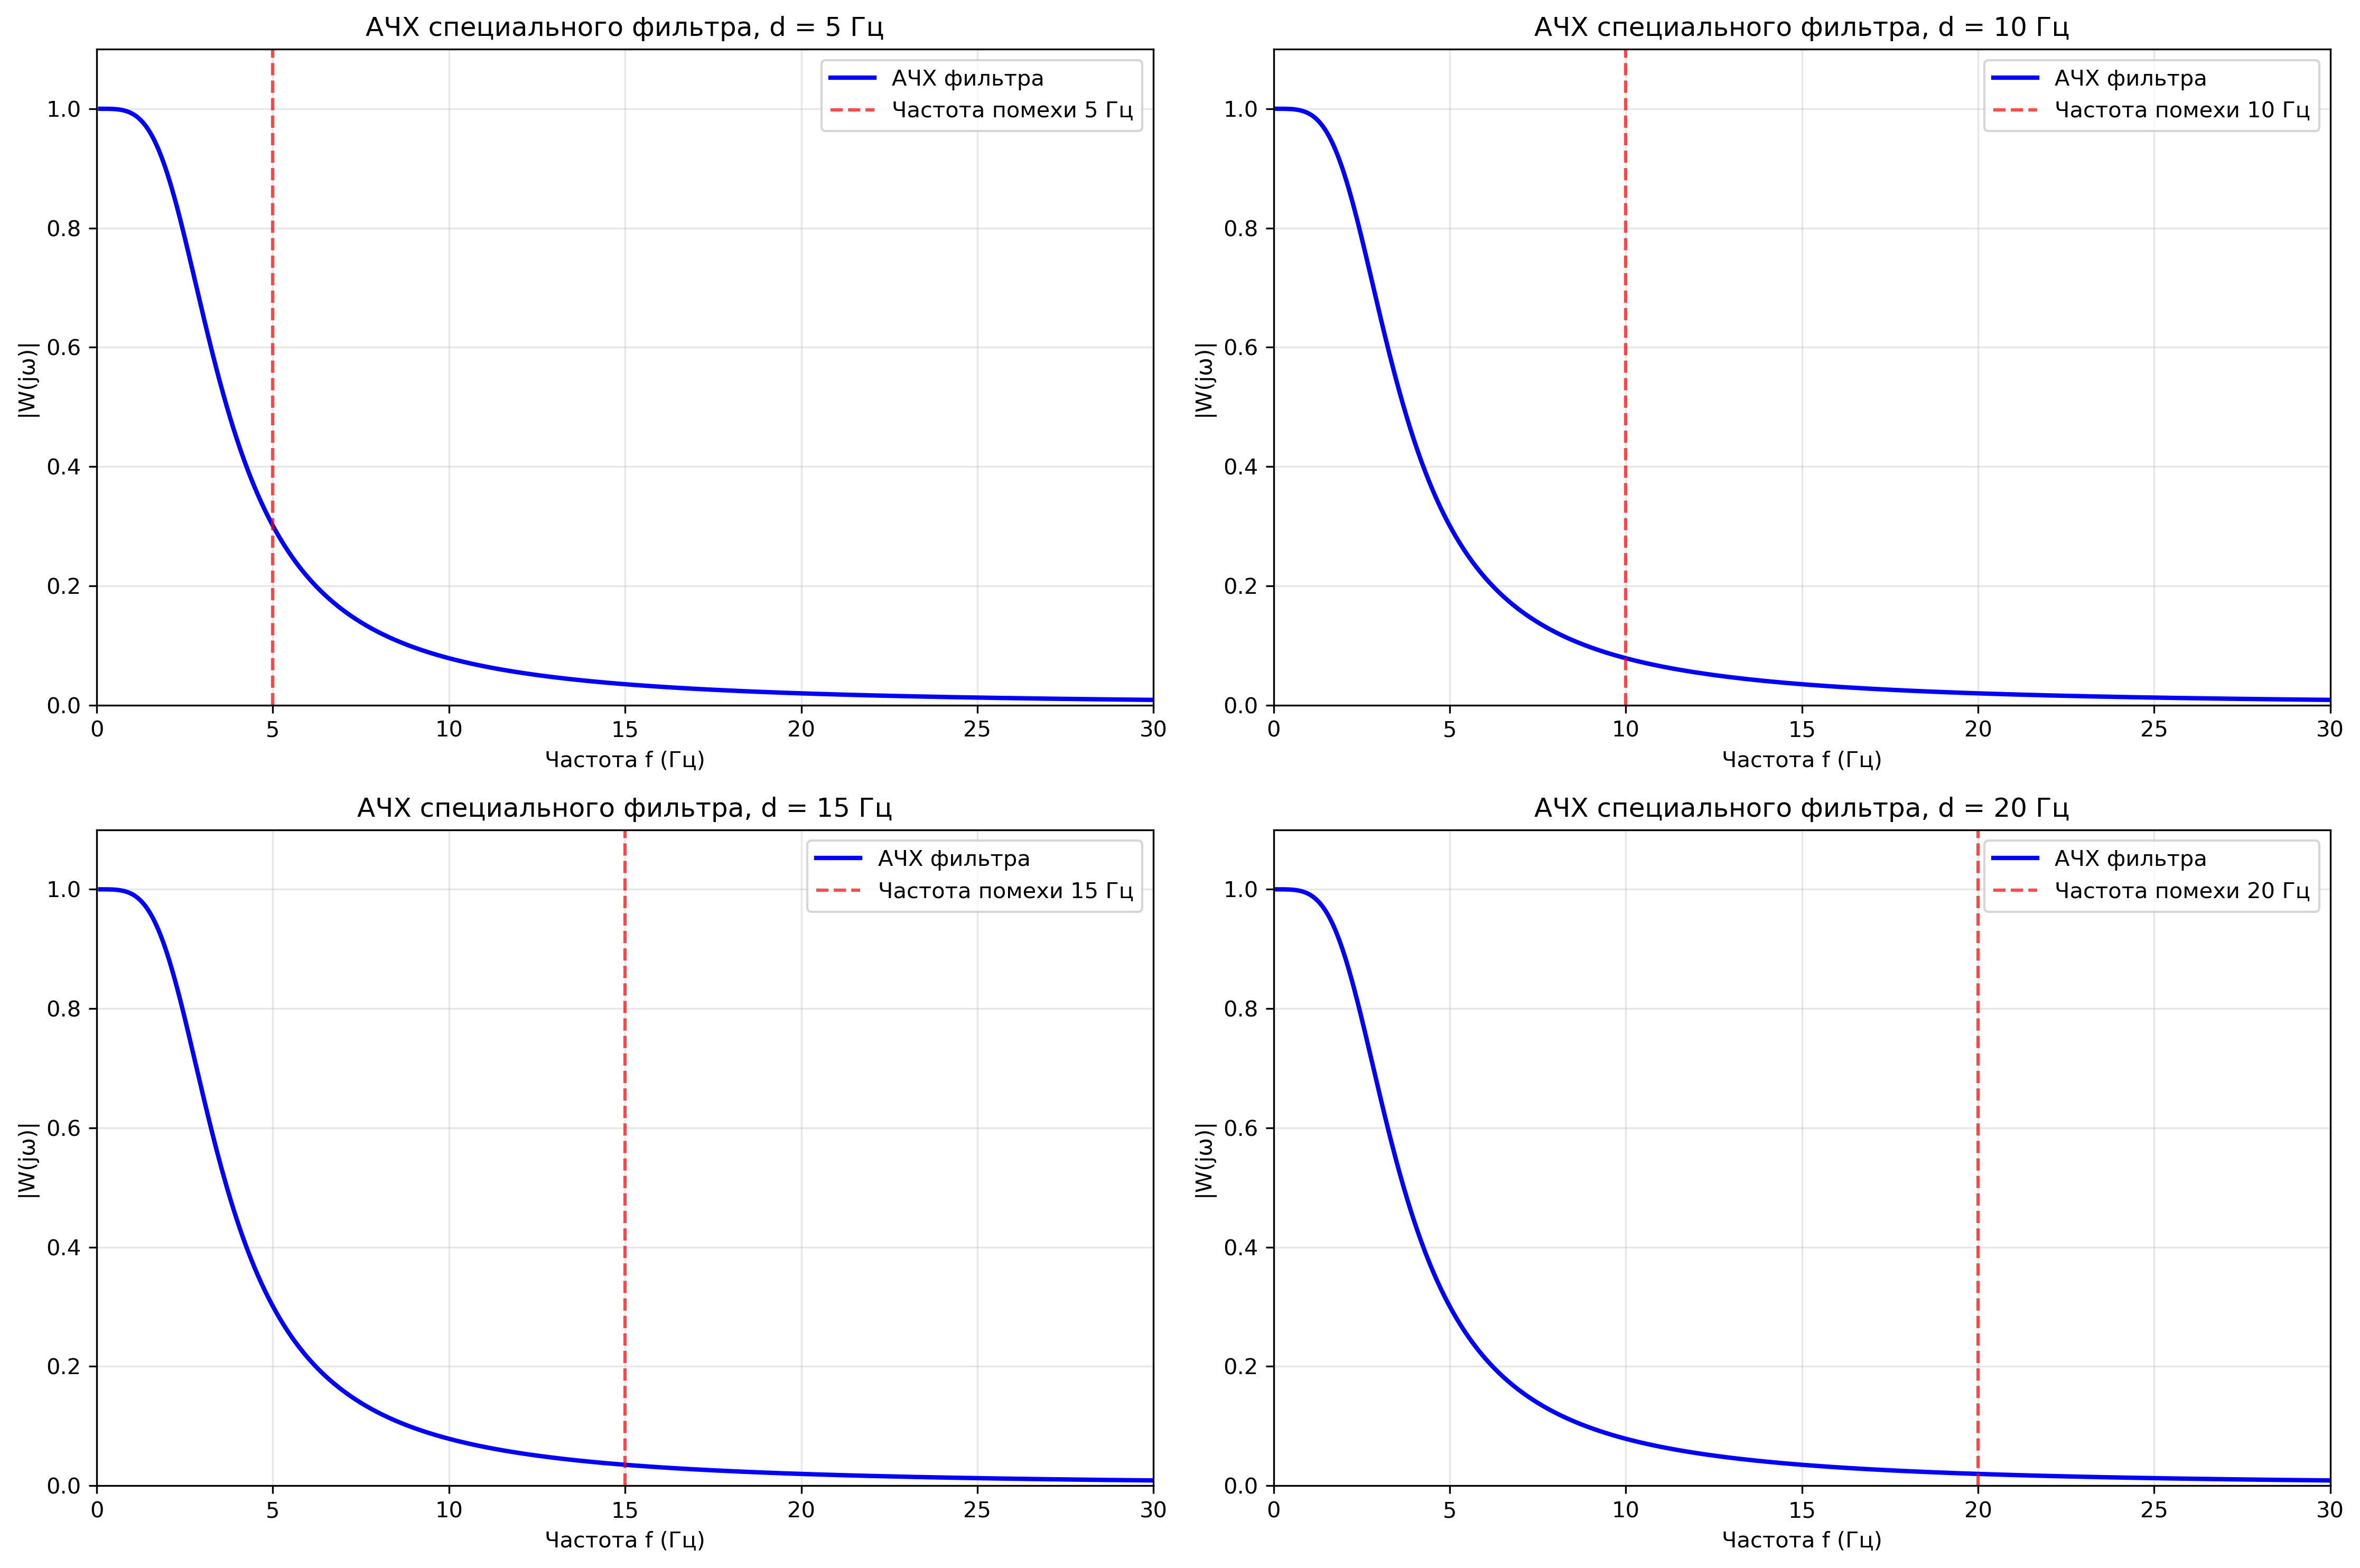 АЧХ специального фильтра, d = 5 Гц
АЧХ фильтра
Частота помехи 5 Гц
|W(jω)|
1.0
0.8
0.6
0.4
0.2
0.0
0 5 10 15 20 25 30
Частота f (Гц)
АЧХ специального фильтра, d = 10 Гц
АЧХ фильтра
Частота помехи 10 Гц
|W(jω)|
1.0
0.8
0.6
0.4
0.2
0.0
0 5 10 15 20 25 30
Частота f (Гц)
АЧХ специального фильтра, d = 15 Гц
АЧХ фильтра
Частота помехи 15 Гц
|W(jω)|
1.0
0.8
0.6
0.4
0.2
0.0
0 5 10 15 20 25 30
Частота f (Гц)
АЧХ специального фильтра, d = 20 Гц
АЧХ фильтра
Частота помехи 20 Гц
|W(jω)|
1.0
0.8
0.6
0.4
0.2
0.0
0 5 10 15 20 25 30
Частота f (Гц)